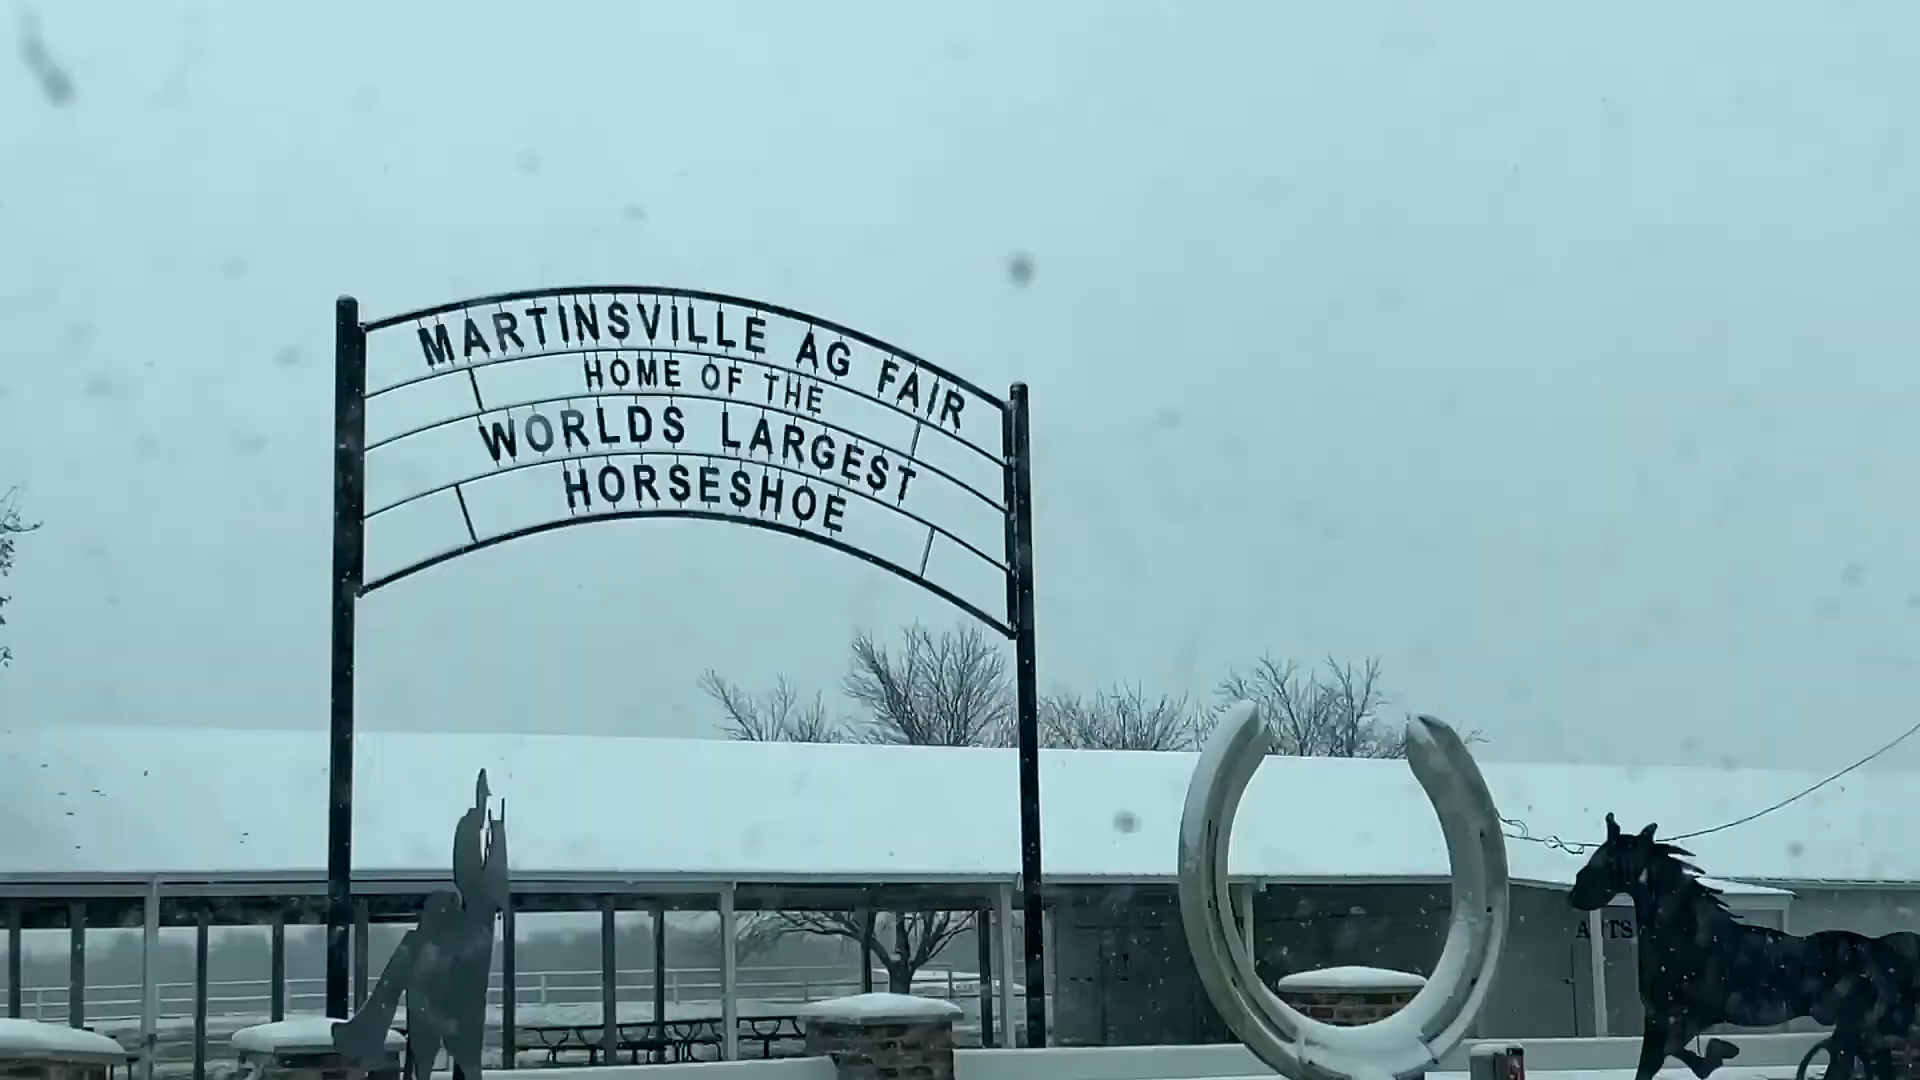 MARTINSVILLE AG FAIR
HOME OF THE
WORLDS LARGEST
HORSESHOE